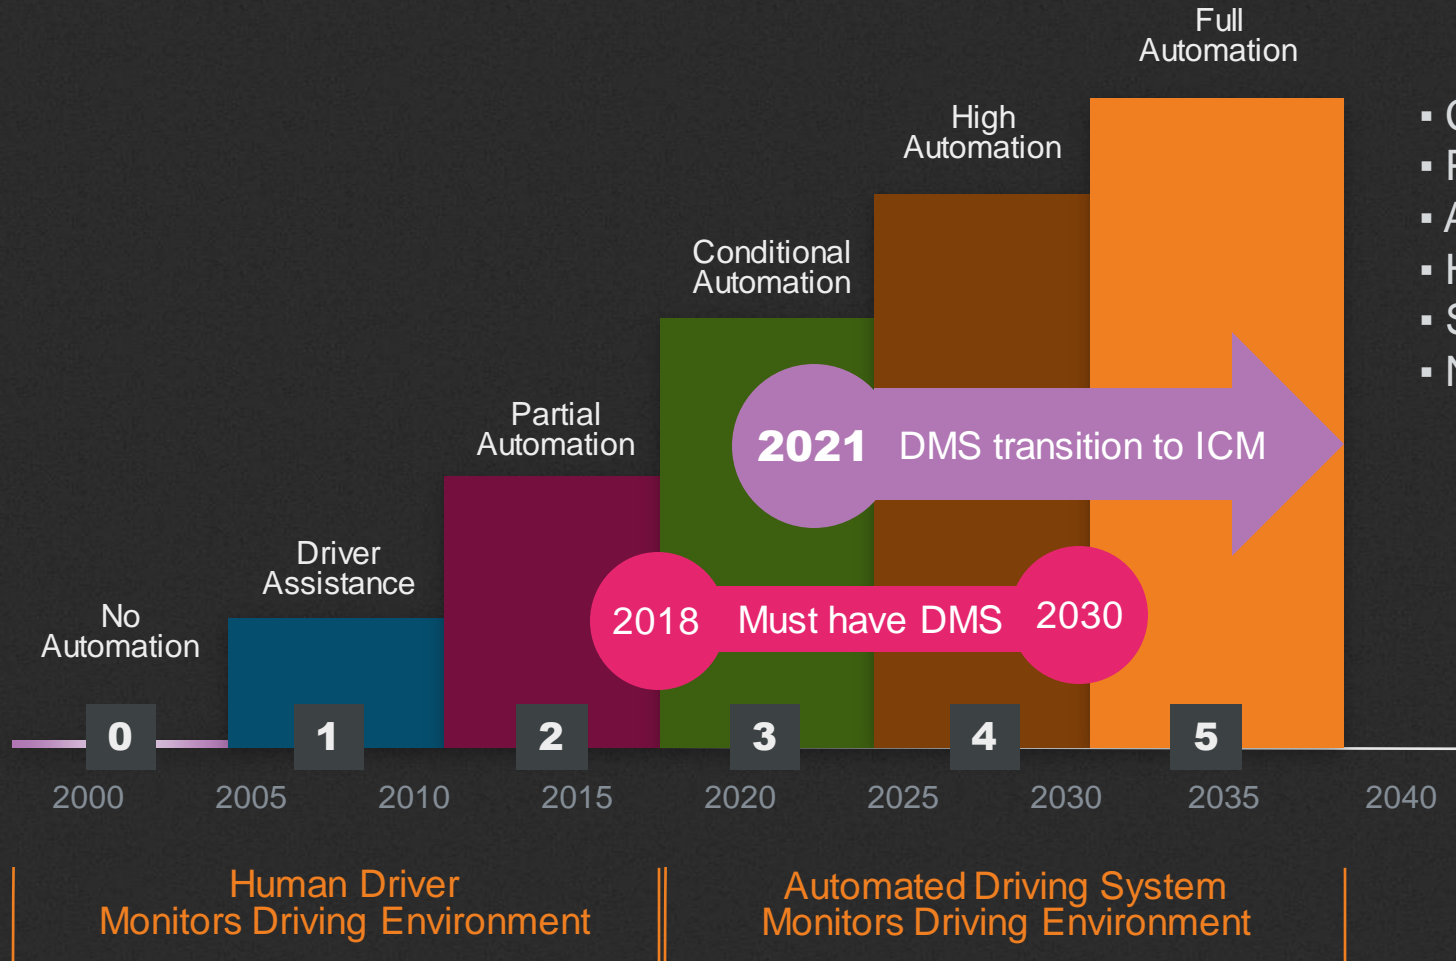 Full
Automation
High
Automation
Conditional
Automation
Partial
Automation
Driver
Assistance
No
Automation
2021 DMS transition to ICM
2018 Must have DMS 2030
0 1 2 3 4 5
2000 2005 2010 2015 2020 2025 2030 2035 2040
Human Driver
Monitors Driving Environment
Automated Driving System
Monitors Driving Environment